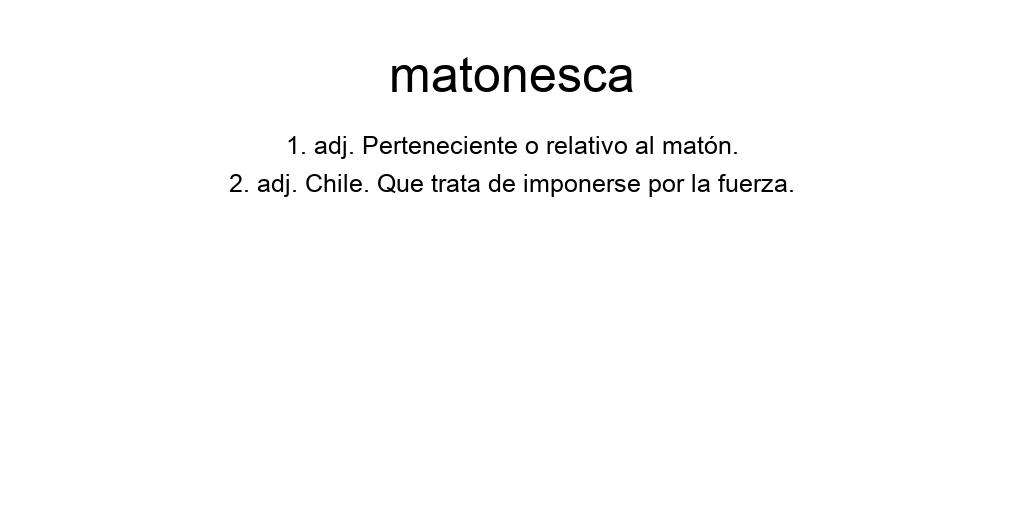 matonesca
1. adj. Perteneciente o relativo al matón.
2. adj. Chile. Que trata de imponerse por la fuerza.